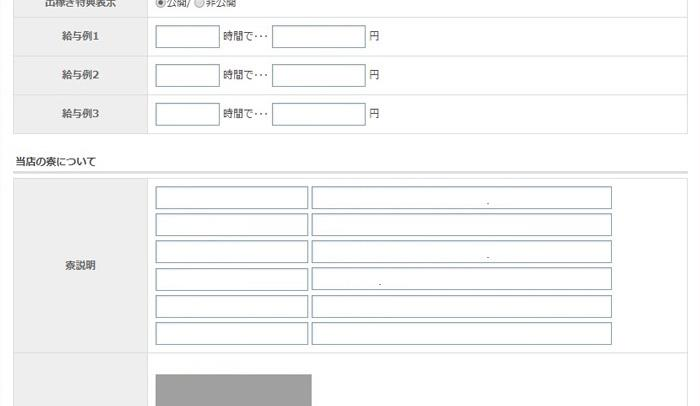 出稼ぎ特典表示 公開/ 非公開
給与例1 時間で･･･ 円
給与例2 時間で･･･ 円
給与例3 時間で･･･ 円
当店の寮について
寮説明